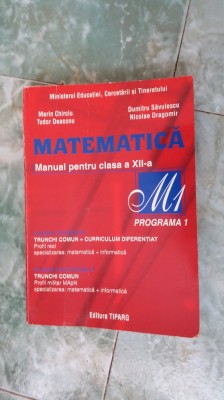 Ministerul Educației, Cercetării și Tineretului
Marin Chirciu
Dumitru Săvulescu
Tudor Deaconu
Nicolae Dragomir
MATEMATICĂ
Manual pentru clasa a XII-a
M1
PROGRAMA 1
TRUNCHI COMUN + CURRICULUM DIFERENȚIAT
Profil real
specializarea: matematică + informatică
TRUNCHI COMUN
Profil militar MApN
specializarea: matematică + informatică
Editura TIPARG